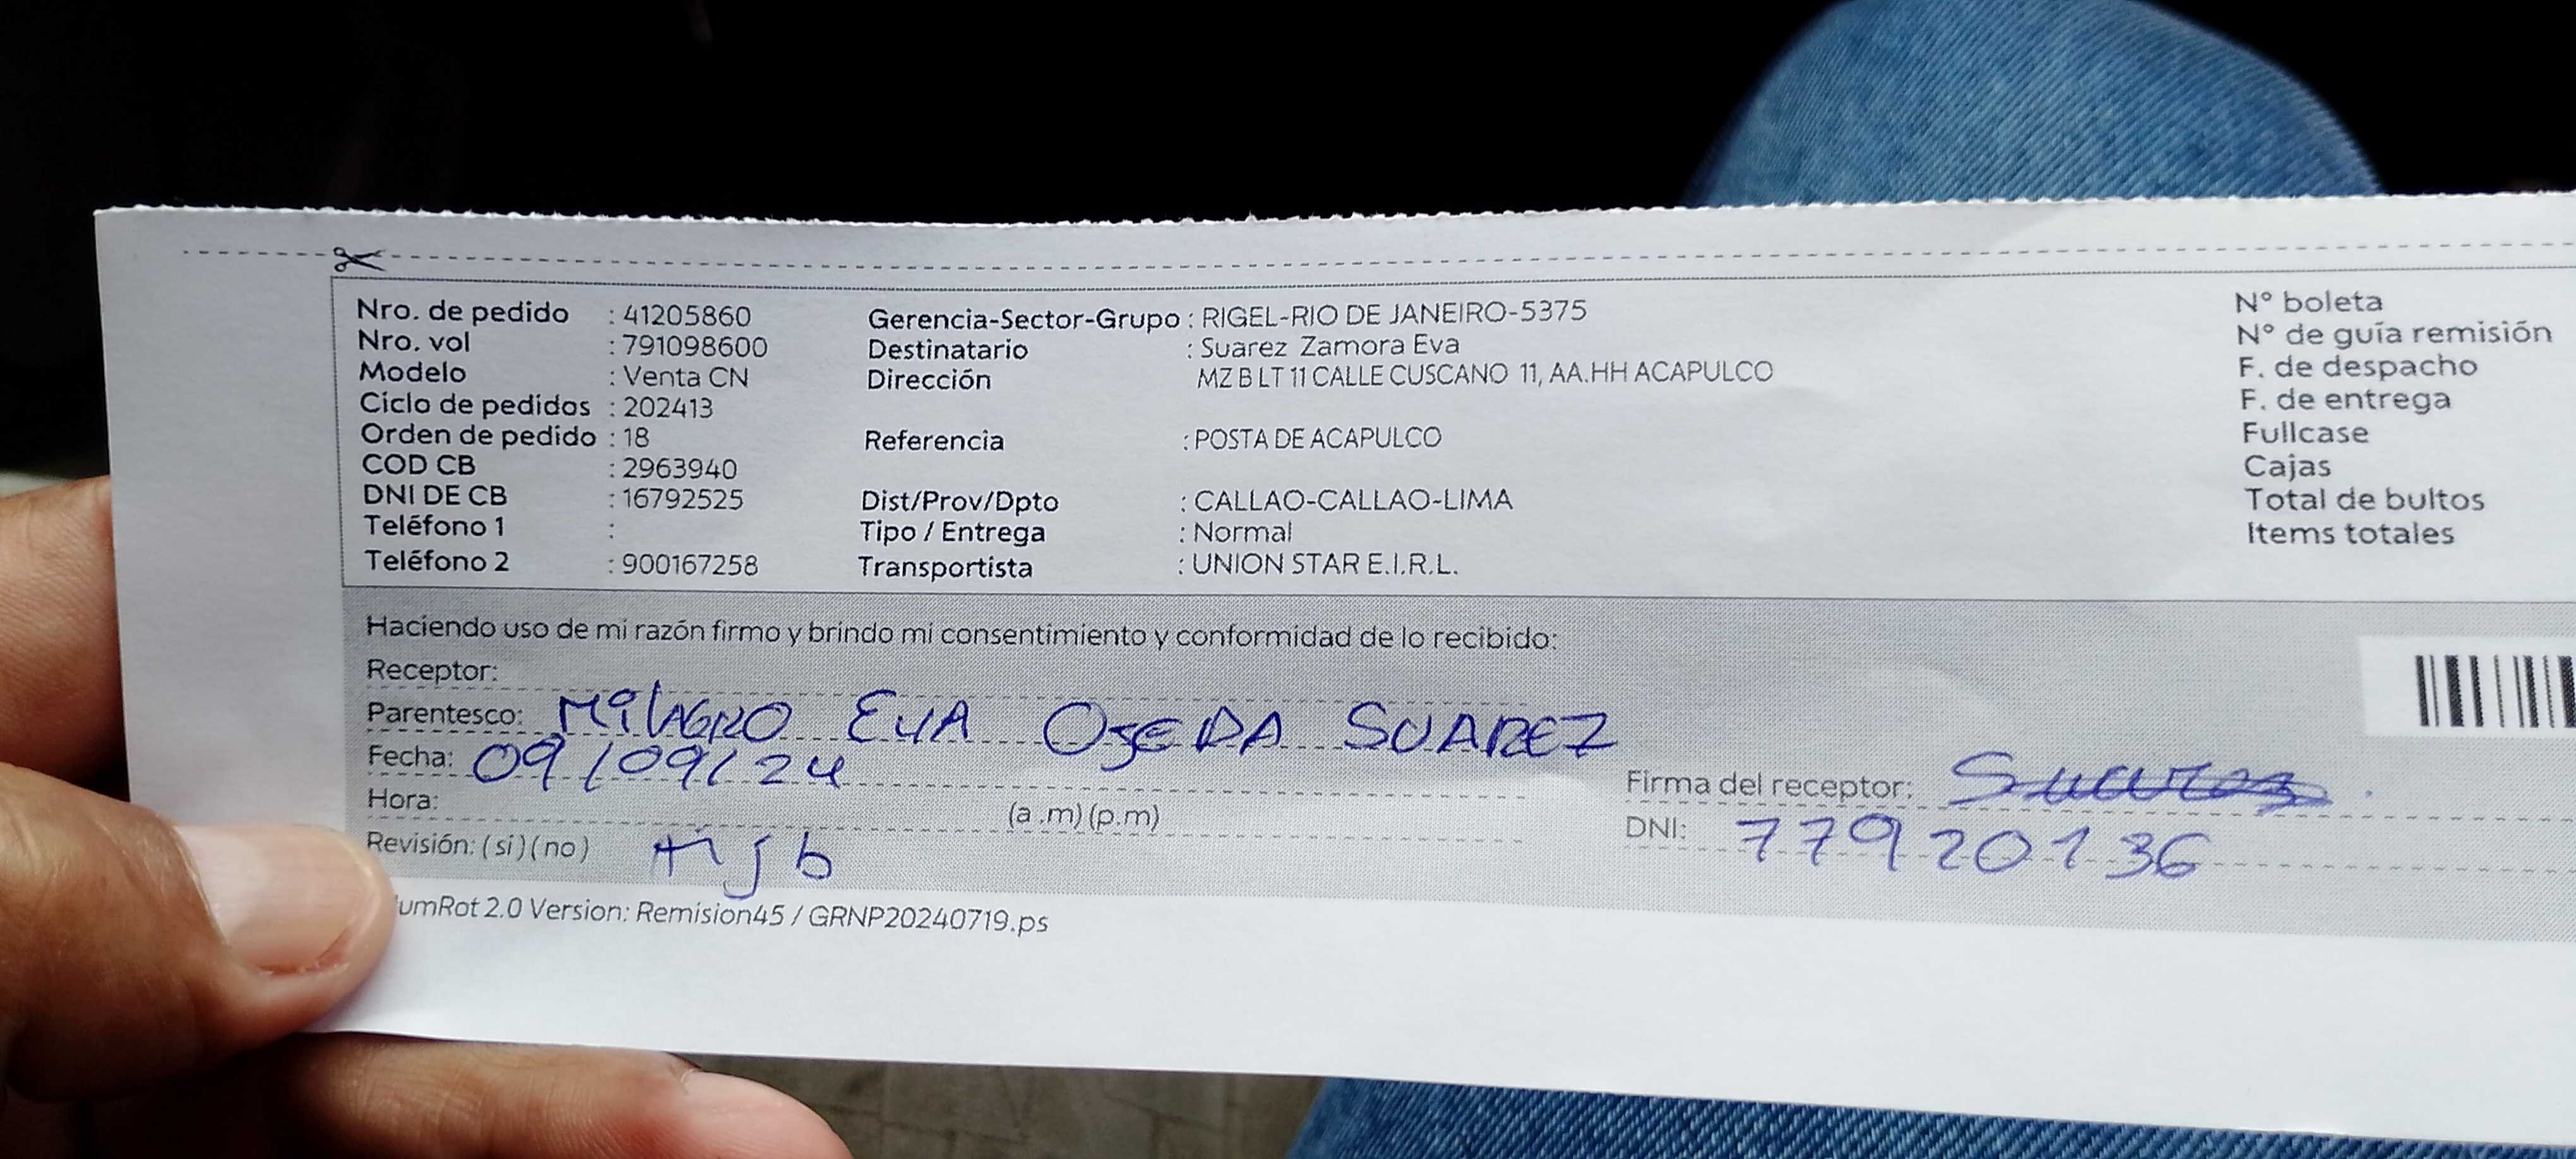 Nro. de pedido : 41205860
Nro. vol : 791098600
Modelo : Venta CN
Ciclo de pedidos : 202413
Orden de pedido : 18
COD CB : 2963940
DNI DE CB : 16792525
Teléfono 1 :
Teléfono 2 : 900167258
Gerencia-Sector-Grupo : RIGEL-RIO DE JANEIRO-5375
Destinatario : Suarez Zamora Eva
Dirección MZ B LT 11 CALLE CUSCANO 11, AA.HH ACAPULCO
Referencia : POSTA DE ACAPULCO
Dist/Prov/Dpto : CALLAO-CALLAO-LIMA
Tipo / Entrega : Normal
Transportista : UNION STAR E.I.R.L.
N° boleta
N° de guía remisión
F. de despacho
F. de entrega
Fullcase
Cajas
Total de bultos
Items totales
Haciendo uso de mi razón firmo y brindo mi consentimiento y conformidad de lo recibido:
Receptor:
Parentesco: MilAGRO EVA OJEDA SUAREZ
Fecha: 09/09/24
Hora: (a .m) (p.m)
Revisión: (si) (no)
Firma del receptor: Suarez
DNI: 77920136
umRot 2.0 Version: Remision45 / GRNP20240719.ps